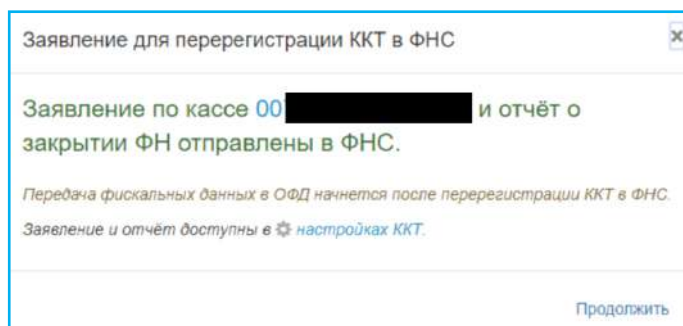 Заявление для перерегистрации ККТ в ФНС
Заявление по кассе 00 и отчёт о
закрытии ФН отправлены в ФНС.
Передача фискальных данных в ОФД начнется после перерегистрации ККТ в ФНС.
Заявление и отчёт доступны в настройках ККТ.
Продолжить